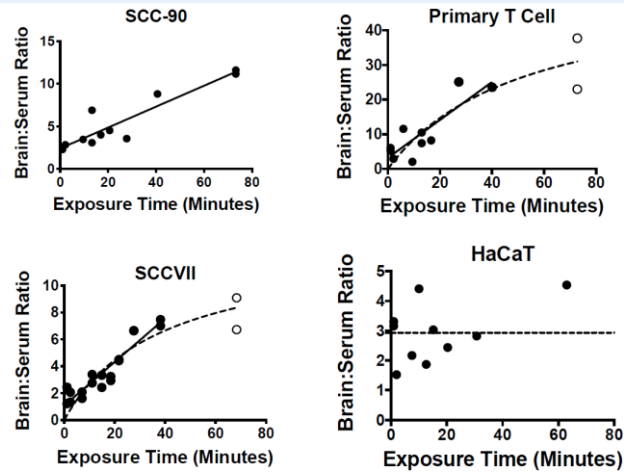 SCC-90
Brain:Serum Ratio
15
10
5
0
0 20 40 60 80
Exposure Time (Minutes)
Primary T Cell
Brain:Serum Ratio
40
30
20
10
0
0 20 40 60 80
Exposure Time (Minutes)
SCCVII
Brain:Serum Ratio
10
8
6
4
2
0
0 20 40 60 80
Exposure Time (Minutes)
HaCaT
Brain:Serum Ratio
5
4
3
2
1
0
0 20 40 60 80
Exposure Time (Minutes)